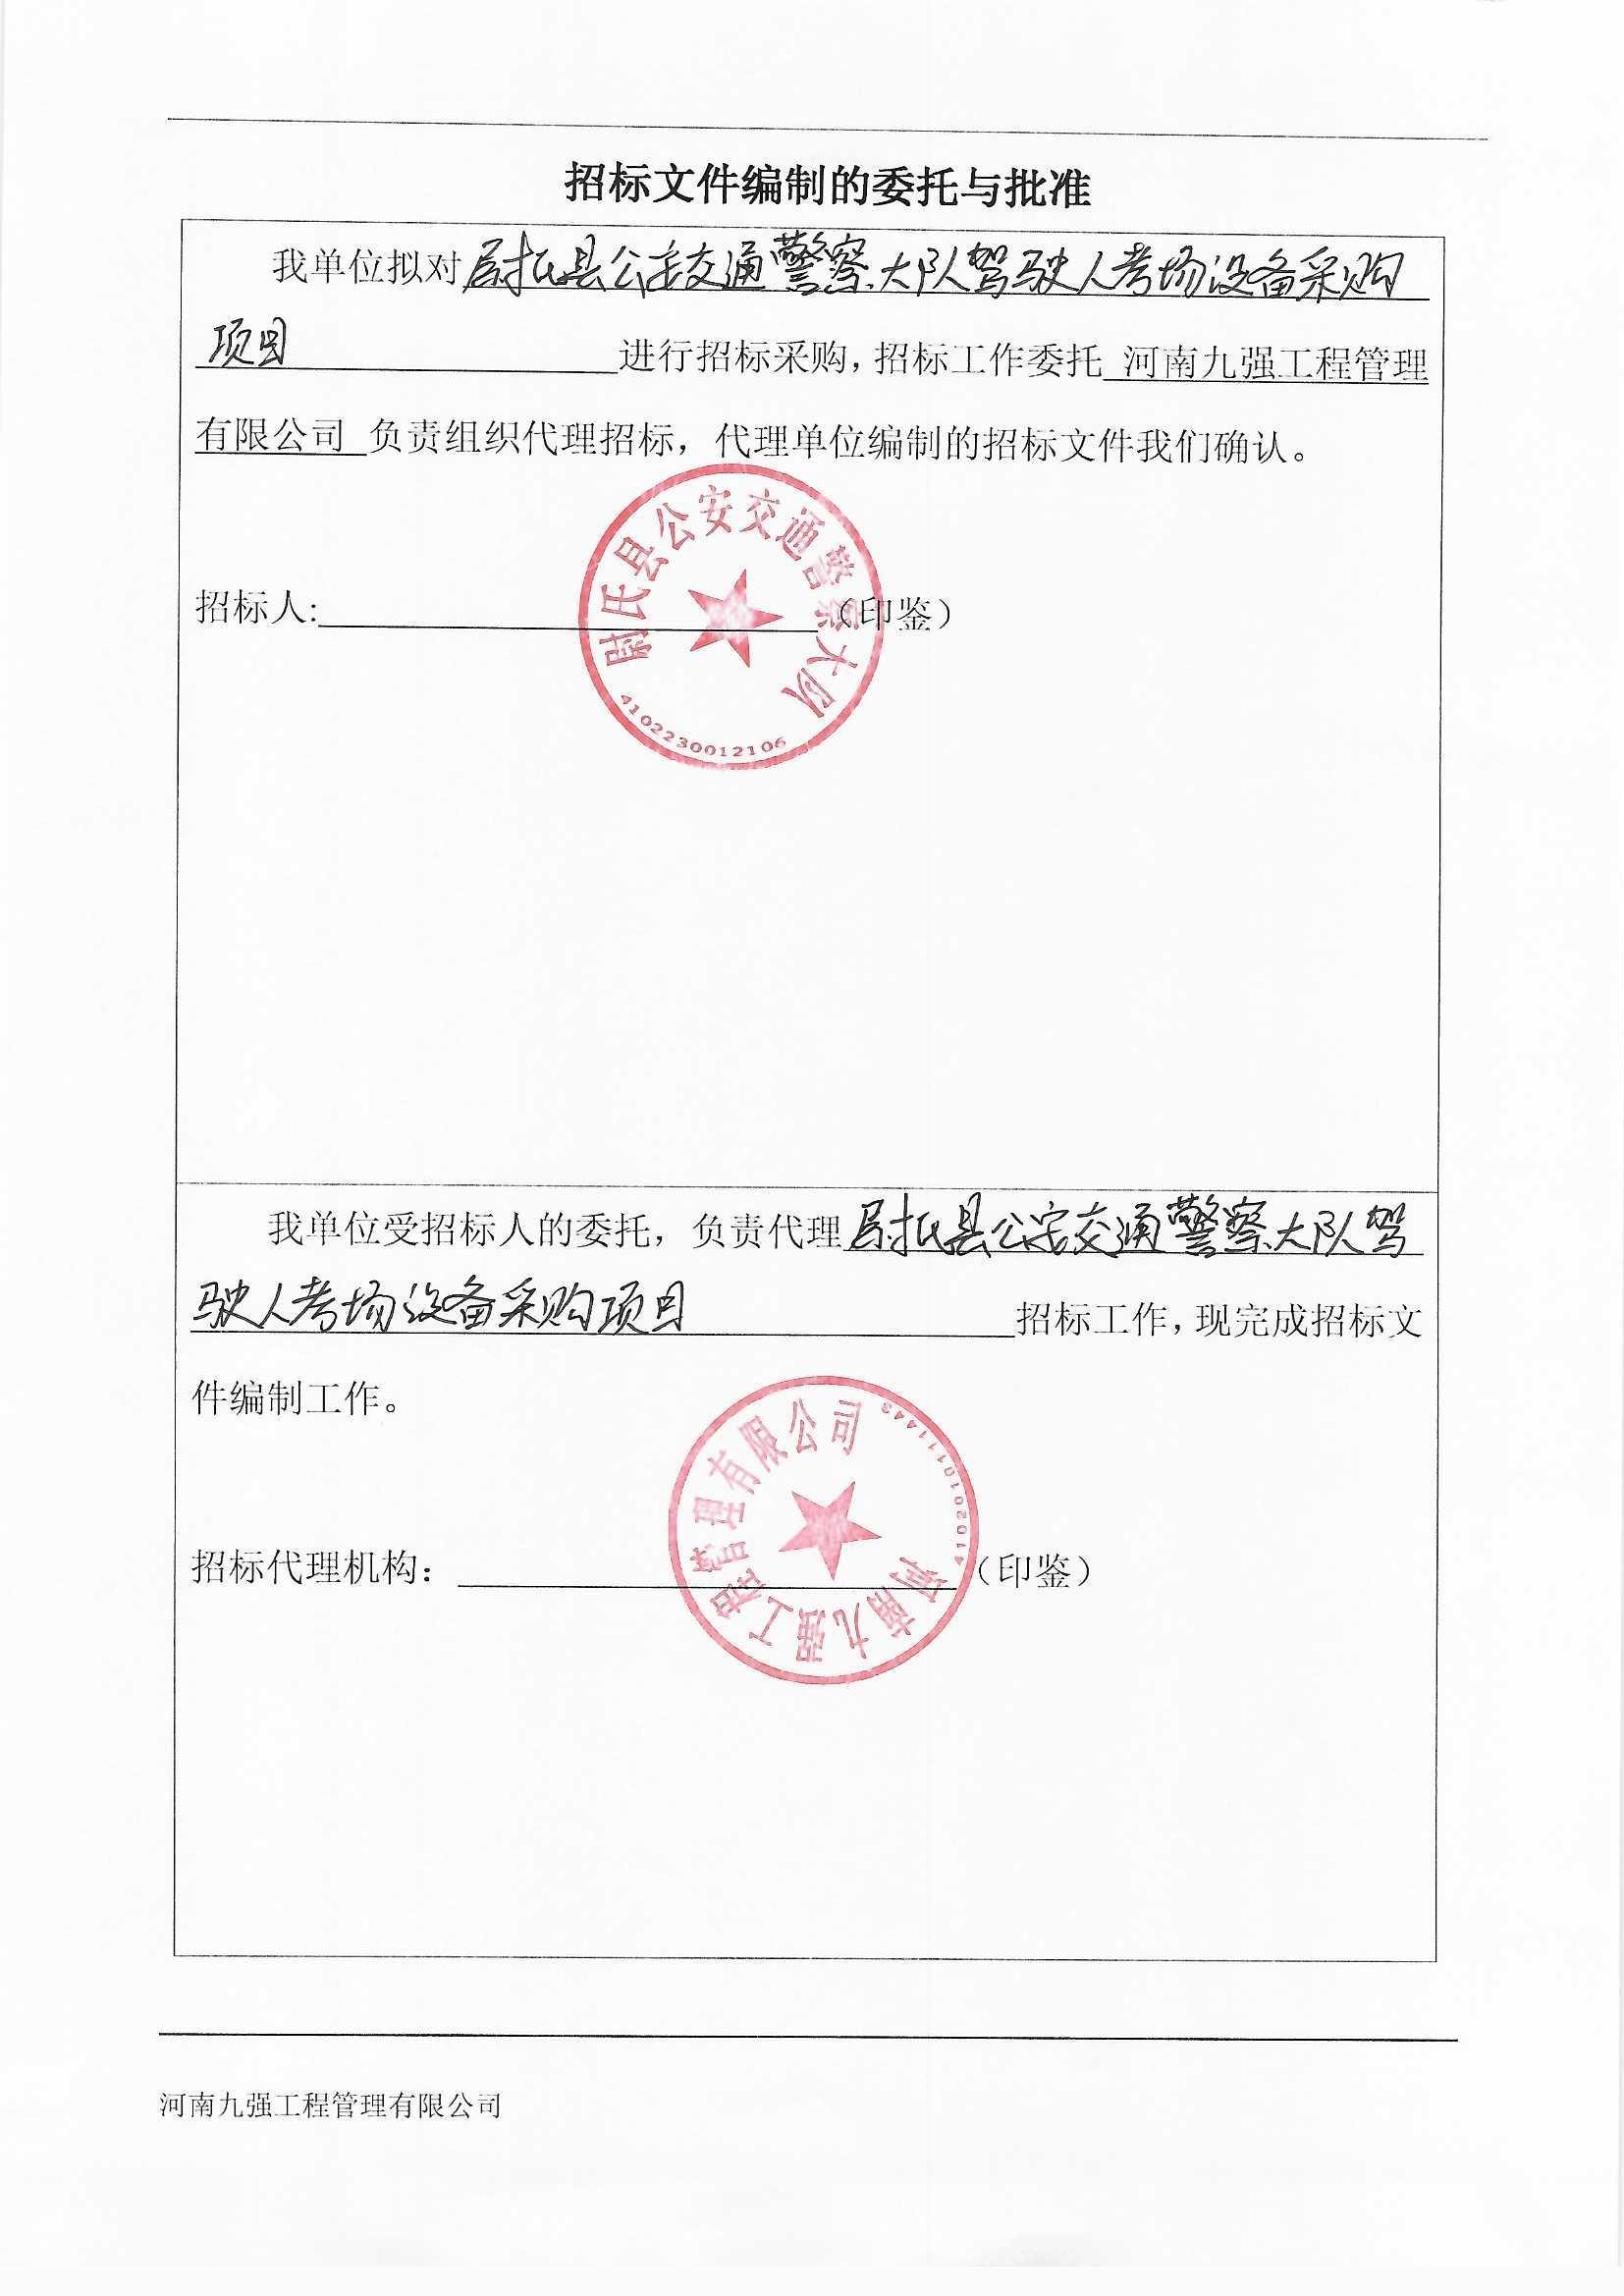 招标文件编制的委托与批准
我单位拟对尉氏县公安交通警察大队驾驶人考场设备采购
项目进行招标采购，招标工作委托 河南九强工程管理
有限公司 负责组织代理招标，代理单位编制的招标文件我们确认。
尉氏县公安交通警察大队
招标人:（印鉴）
4102230012106
我单位受招标人的委托，负责代理尉氏县公安交通警察大队驾
驶人考场设备采购项目招标工作，现完成招标文
件编制工作。
河南九强工程管理有限公司
招标代理机构：（印鉴）
河南九强工程管理有限公司